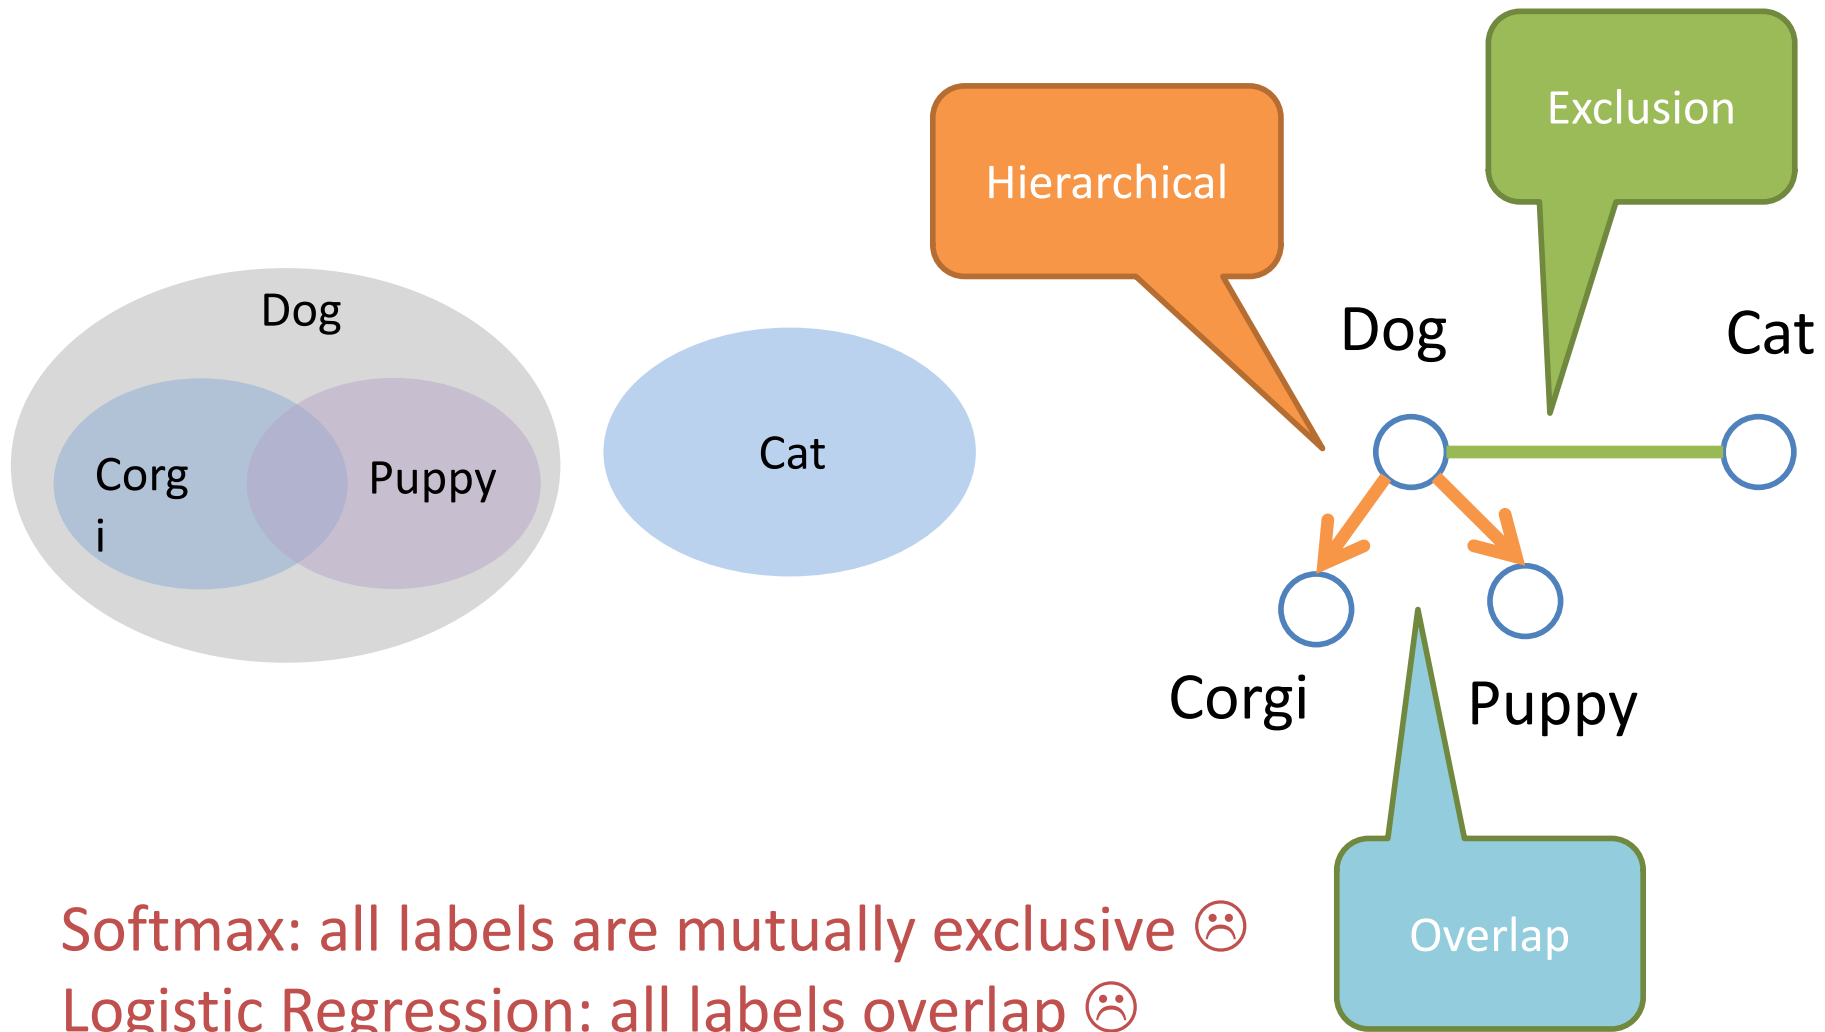 Exclusion
Hierarchical
Dog
Corg
i
Puppy
Cat
Dog
Cat
Corgi
Puppy
Overlap
Softmax: all labels are mutually exclusive ☹
Logistic Regression: all labels overlap ☹